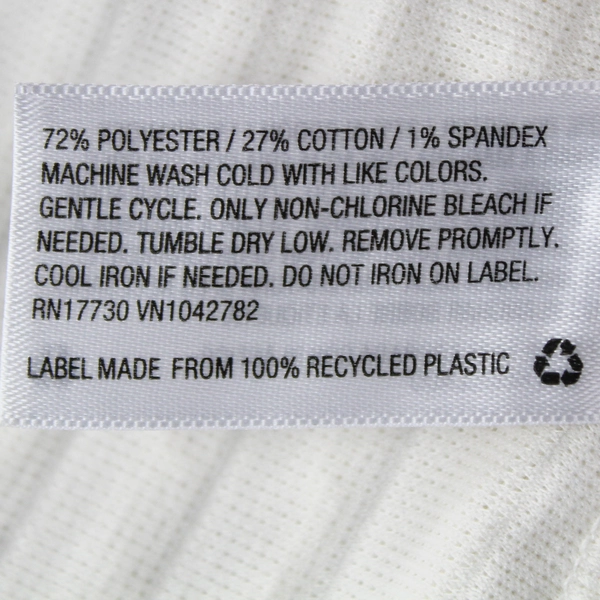 72% POLYESTER / 27% COTTON / 1% SPANDEX
MACHINE WASH COLD WITH LIKE COLORS.
GENTLE CYCLE. ONLY NON-CHLORINE BLEACH IF
NEEDED. TUMBLE DRY LOW. REMOVE PROMPTLY.
COOL IRON IF NEEDED. DO NOT IRON ON LABEL.
RN17730 VN1042782
LABEL MADE FROM 100% RECYCLED PLASTIC